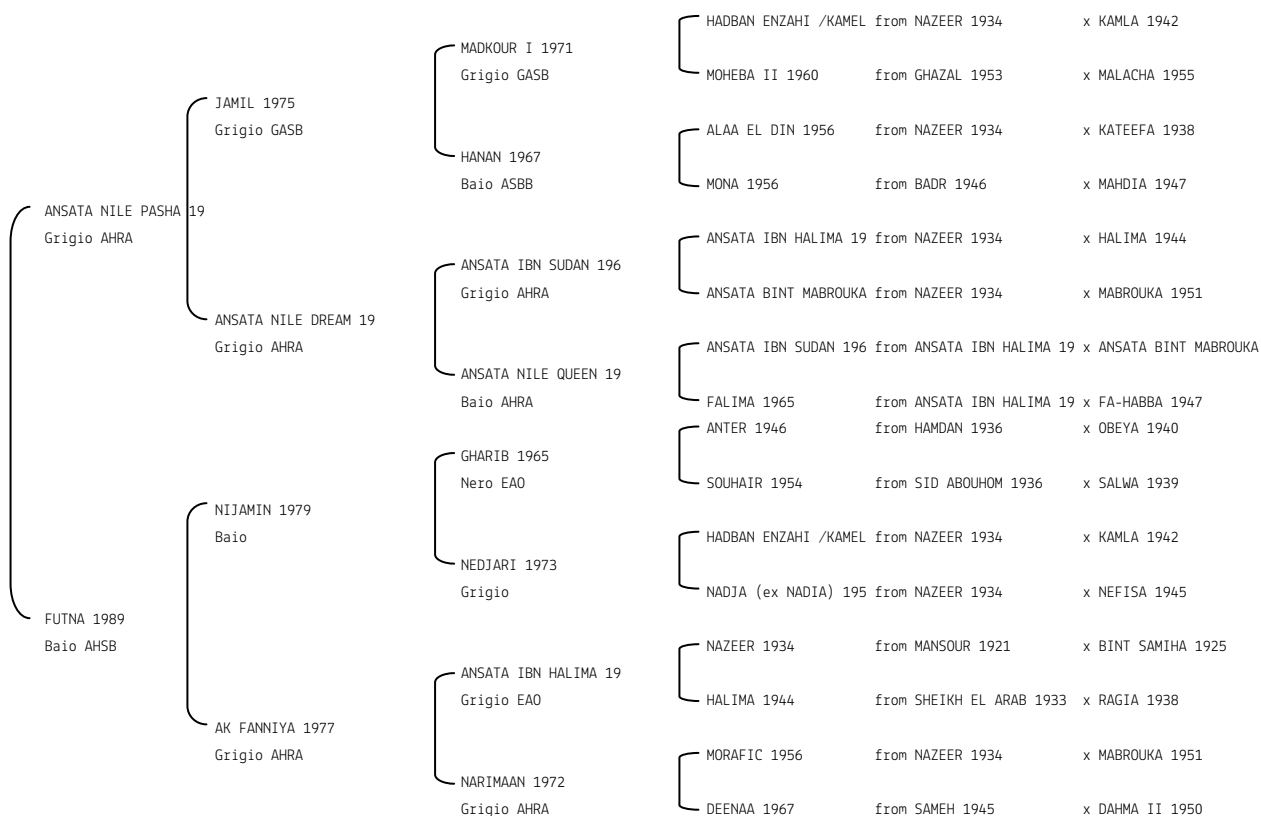 HADBAN ENZAHI /KAMEL from NAZEER 1934 x KAMLA 1942
MADKOUR I 1971
Grigio GASB
MOHEBA II 1960 from GHAZAL 1953 x MALACHA 1955
JAMIL 1975
Grigio GASB
ALAA EL DIN 1956 from NAZEER 1934 x KATEEFA 1938
HANAN 1967
Baio ASBB
MONA 1956 from BADR 1946 x MAHDIA 1947
ANSATA NILE PASHA 19
Grigio AHRA
ANSATA IBN HALIMA 19 from NAZEER 1934 x HALIMA 1944
ANSATA IBN SUDAN 196
Grigio AHRA
ANSATA BINT MABROUKA from NAZEER 1934 x MABROUKA 1951
ANSATA NILE DREAM 19
Grigio AHRA
ANSATA IBN SUDAN 196 from ANSATA IBN HALIMA 19 x ANSATA BINT MABROUKA
ANSATA NILE QUEEN 19
Baio AHRA
FALIMA 1965 from ANSATA IBN HALIMA 19 x FA-HABBA 1947
ANTER 1946 from HAMDAN 1936 x OBEYA 1940
GHARIB 1965
Nero EAO
SOUHAIR 1954 from SID ABOUHOM 1936 x SALWA 1939
NIJAMIN 1979
Baio
HADBAN ENZAHI /KAMEL from NAZEER 1934 x KAMLA 1942
NEDJARI 1973
Grigio
NADJA (ex NADIA) 195 from NAZEER 1934 x NEFISA 1945
FUTNA 1989
Baio AHSB
NAZEER 1934 from MANSOUR 1921 x BINT SAMIHA 1925
ANSATA IBN HALIMA 19
Grigio EAO
HALIMA 1944 from SHEIKH EL ARAB 1933 x RAGIA 1938
AK FANNIYA 1977
Grigio AHRA
MORAFIC 1956 from NAZEER 1934 x MABROUKA 1951
NARIMAAN 1972
Grigio AHRA
DEENAA 1967 from SAMEH 1945 x DAHMA II 1950